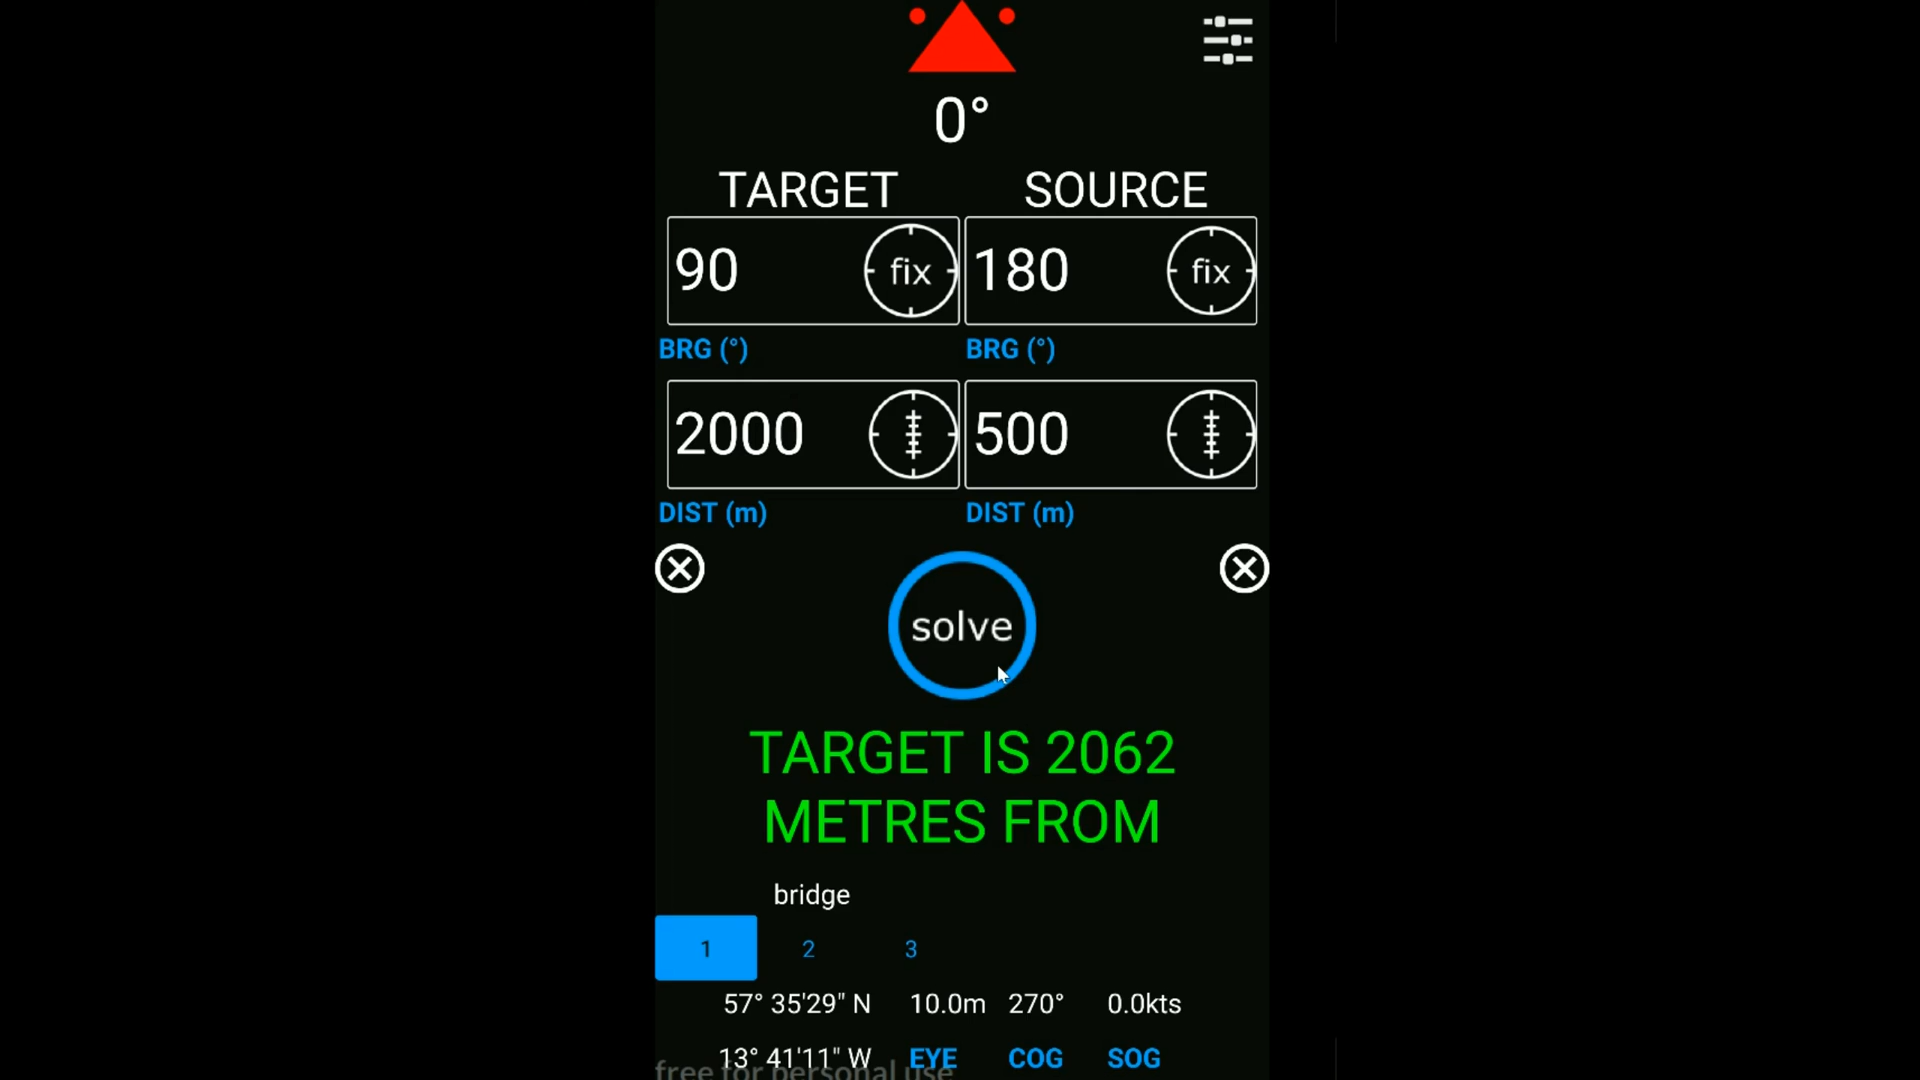 0°
TARGET SOURCE
90 fix 180 fix
BRG (°) BRG (°)
2000 500
DIST (m) DIST (m)
solve
TARGET IS 2062
METRES FROM
bridge
1 2 3
57° 35'29" N 10.0m 270° 0.0kts
13° 41'11" W EYE COG SOG
free for personal use